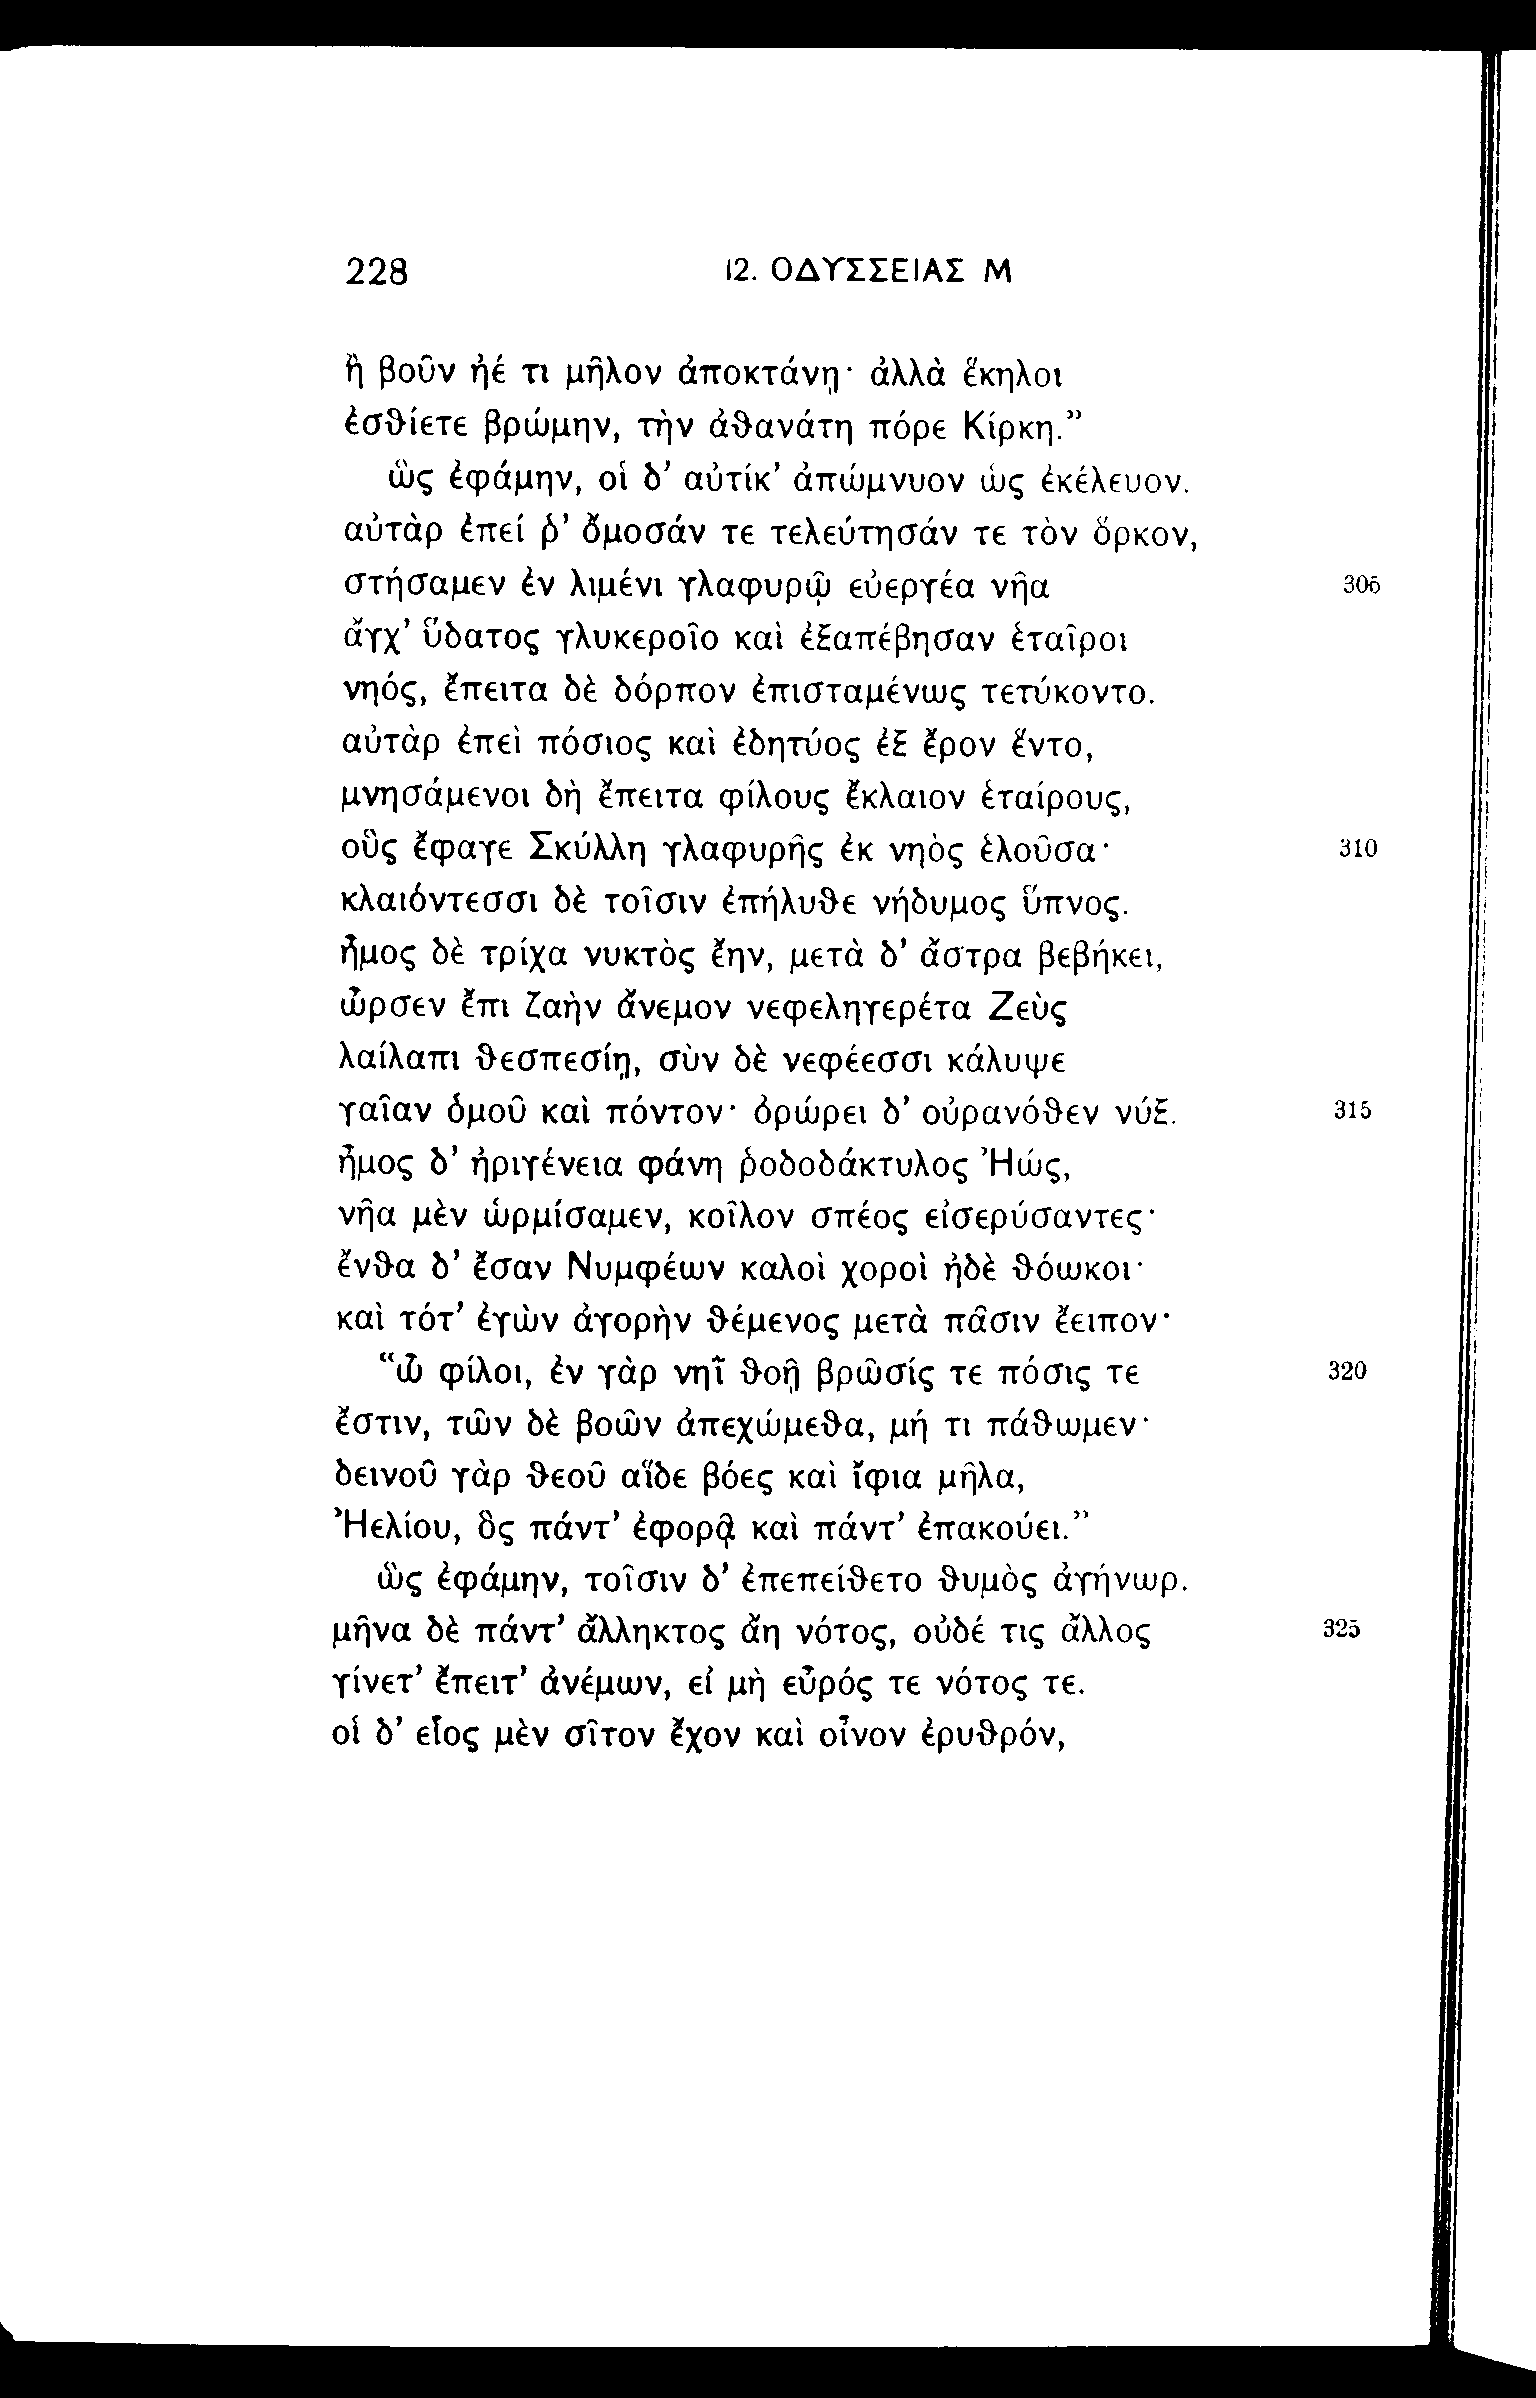 228 12. ΟΔΥΣΣΕΙΑΣ Μ
ἢ βοῦν ἠέ τι μῆλον ἀποκτάνῃ· ἀλλὰ ἕκηλοι
ἐσθίετε βρώμην, τὴν ἀθανάτη πόρε Κίρκη.”
ὣς ἐφάμην, οἱ δ’ αὐτίκ’ ἀπώμνυον ὡς ἐκέλευον.
αὐτὰρ ἐπεί ῥ’ ὄμοσάν τε τελεύτησάν τε τὸν ὅρκον,
στήσαμεν ἐν λιμένι γλαφυρῷ εὐεργέα νῆα 305
ἄγχ’ ὕδατος γλυκεροῖο καὶ ἐξαπέβησαν ἑταῖροι
νηός, ἔπειτα δὲ δόρπον ἐπισταμένως τετύκοντο.
αὐτὰρ ἐπεὶ πόσιος καὶ ἐδητύος ἐξ ἔρον ἕντο,
μνησάμενοι δὴ ἔπειτα φίλους ἔκλαιον ἑταίρους,
οὓς ἔφαγε Σκύλλη γλαφυρῆς ἐκ νηὸς ἑλοῦσα· 310
κλαιόντεσσι δὲ τοῖσιν ἐπήλυθε νήδυμος ὕπνος.
ἦμος δὲ τρίχα νυκτὸς ἔην, μετὰ δ’ ἄστρα βεβήκει,
ὦρσεν ἔπι ζαὴν ἄνεμον νεφεληγερέτα Ζεὺς
λαίλαπι θεσπεσίῃ, σὺν δὲ νεφέεσσι κάλυψε
γαῖαν ὁμοῦ καὶ πόντον· ὀρώρει δ’ οὐρανόθεν νύξ. 315
ἦμος δ’ ἠριγένεια φάνη ῥοδοδάκτυλος Ἠώς,
νῆα μὲν ὡρμίσαμεν, κοῖλον σπέος εἰσερύσαντες·
ἔνθα δ’ ἔσαν Νυμφέων καλοὶ χοροὶ ἠδὲ θόωκοι·
καὶ τότ’ ἐγὼν ἀγορὴν θέμενος μετὰ πᾶσιν ἔειπον·
“ὦ φίλοι, ἐν γὰρ νηῒ θοῇ βρῶσίς τε πόσις τε 320
ἔστιν, τῶν δὲ βοῶν ἀπεχώμεθα, μή τι πάθωμεν·
δεινοῦ γὰρ θεοῦ αἵδε βόες καὶ ἴφια μῆλα,
Ἠελίου, ὃς πάντ’ ἐφορᾷ καὶ πάντ’ ἐπακούει.”
ὣς ἐφάμην, τοῖσιν δ’ ἐπεπείθετο θυμὸς ἀγήνωρ.
μῆνα δὲ πάντ’ ἄλληκτος ἄη νότος, οὐδέ τις ἄλλος 325
γίνετ’ ἔπειτ’ ἀνέμων, εἰ μὴ εὖρός τε νότος τε.
οἱ δ’ εἷος μὲν σῖτον ἔχον καὶ οἶνον ἐρυθρόν,